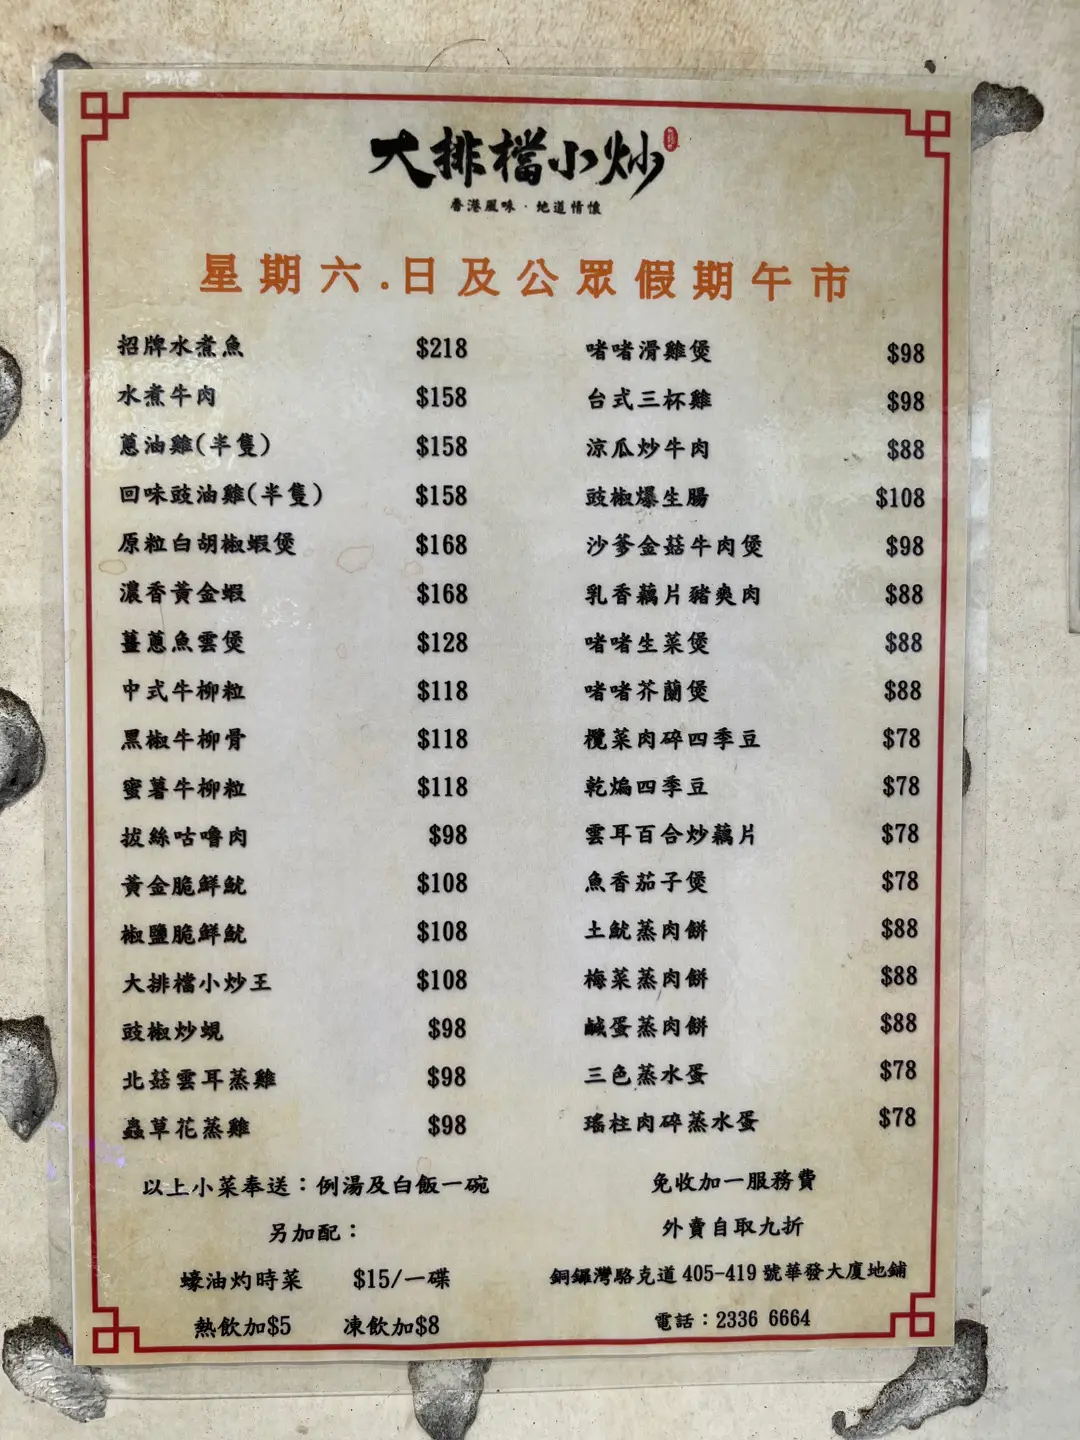 大排檔小炒
香港風味·地道情懷
星期六.日及公眾假期午市
招牌水煮魚 $218
水煮牛肉 $158
蔥油雞(半隻) $158
回味豉油雞(半隻) $158
原粒白胡椒蝦煲 $168
濃香黃金蝦 $168
薑蔥魚雲煲 $128
中式牛柳粒 $118
黑椒牛柳骨 $118
蜜薯牛柳粒 $118
拔絲咕嚕肉 $98
黃金脆鮮魷 $108
椒鹽脆鮮魷 $108
大排檔小炒王 $108
豉椒炒蜆 $98
北菇雲耳蒸雞 $98
蟲草花蒸雞 $98
啫啫滑雞煲 $98
台式三杯雞 $98
涼瓜炒牛肉 $88
豉椒爆生腸 $108
沙爹金菇牛肉煲 $98
乳香藕片豬爽肉 $88
啫啫生菜煲 $88
啫啫芥蘭煲 $88
欖菜肉碎四季豆 $78
乾煸四季豆 $78
雲耳百合炒藕片 $78
魚香茄子煲 $78
土魷蒸肉餅 $88
梅菜蒸肉餅 $88
鹹蛋蒸肉餅 $88
三色蒸水蛋 $78
瑤柱肉碎蒸水蛋 $78
以上小菜奉送：例湯及白飯一碗
另加配：
蠔油灼時菜 $15/一碟
熱飲加$5 凍飲加$8
免收加一服務費
外賣自取九折
銅鑼灣駱克道405-419號華發大廈地鋪
電話：2336 6664